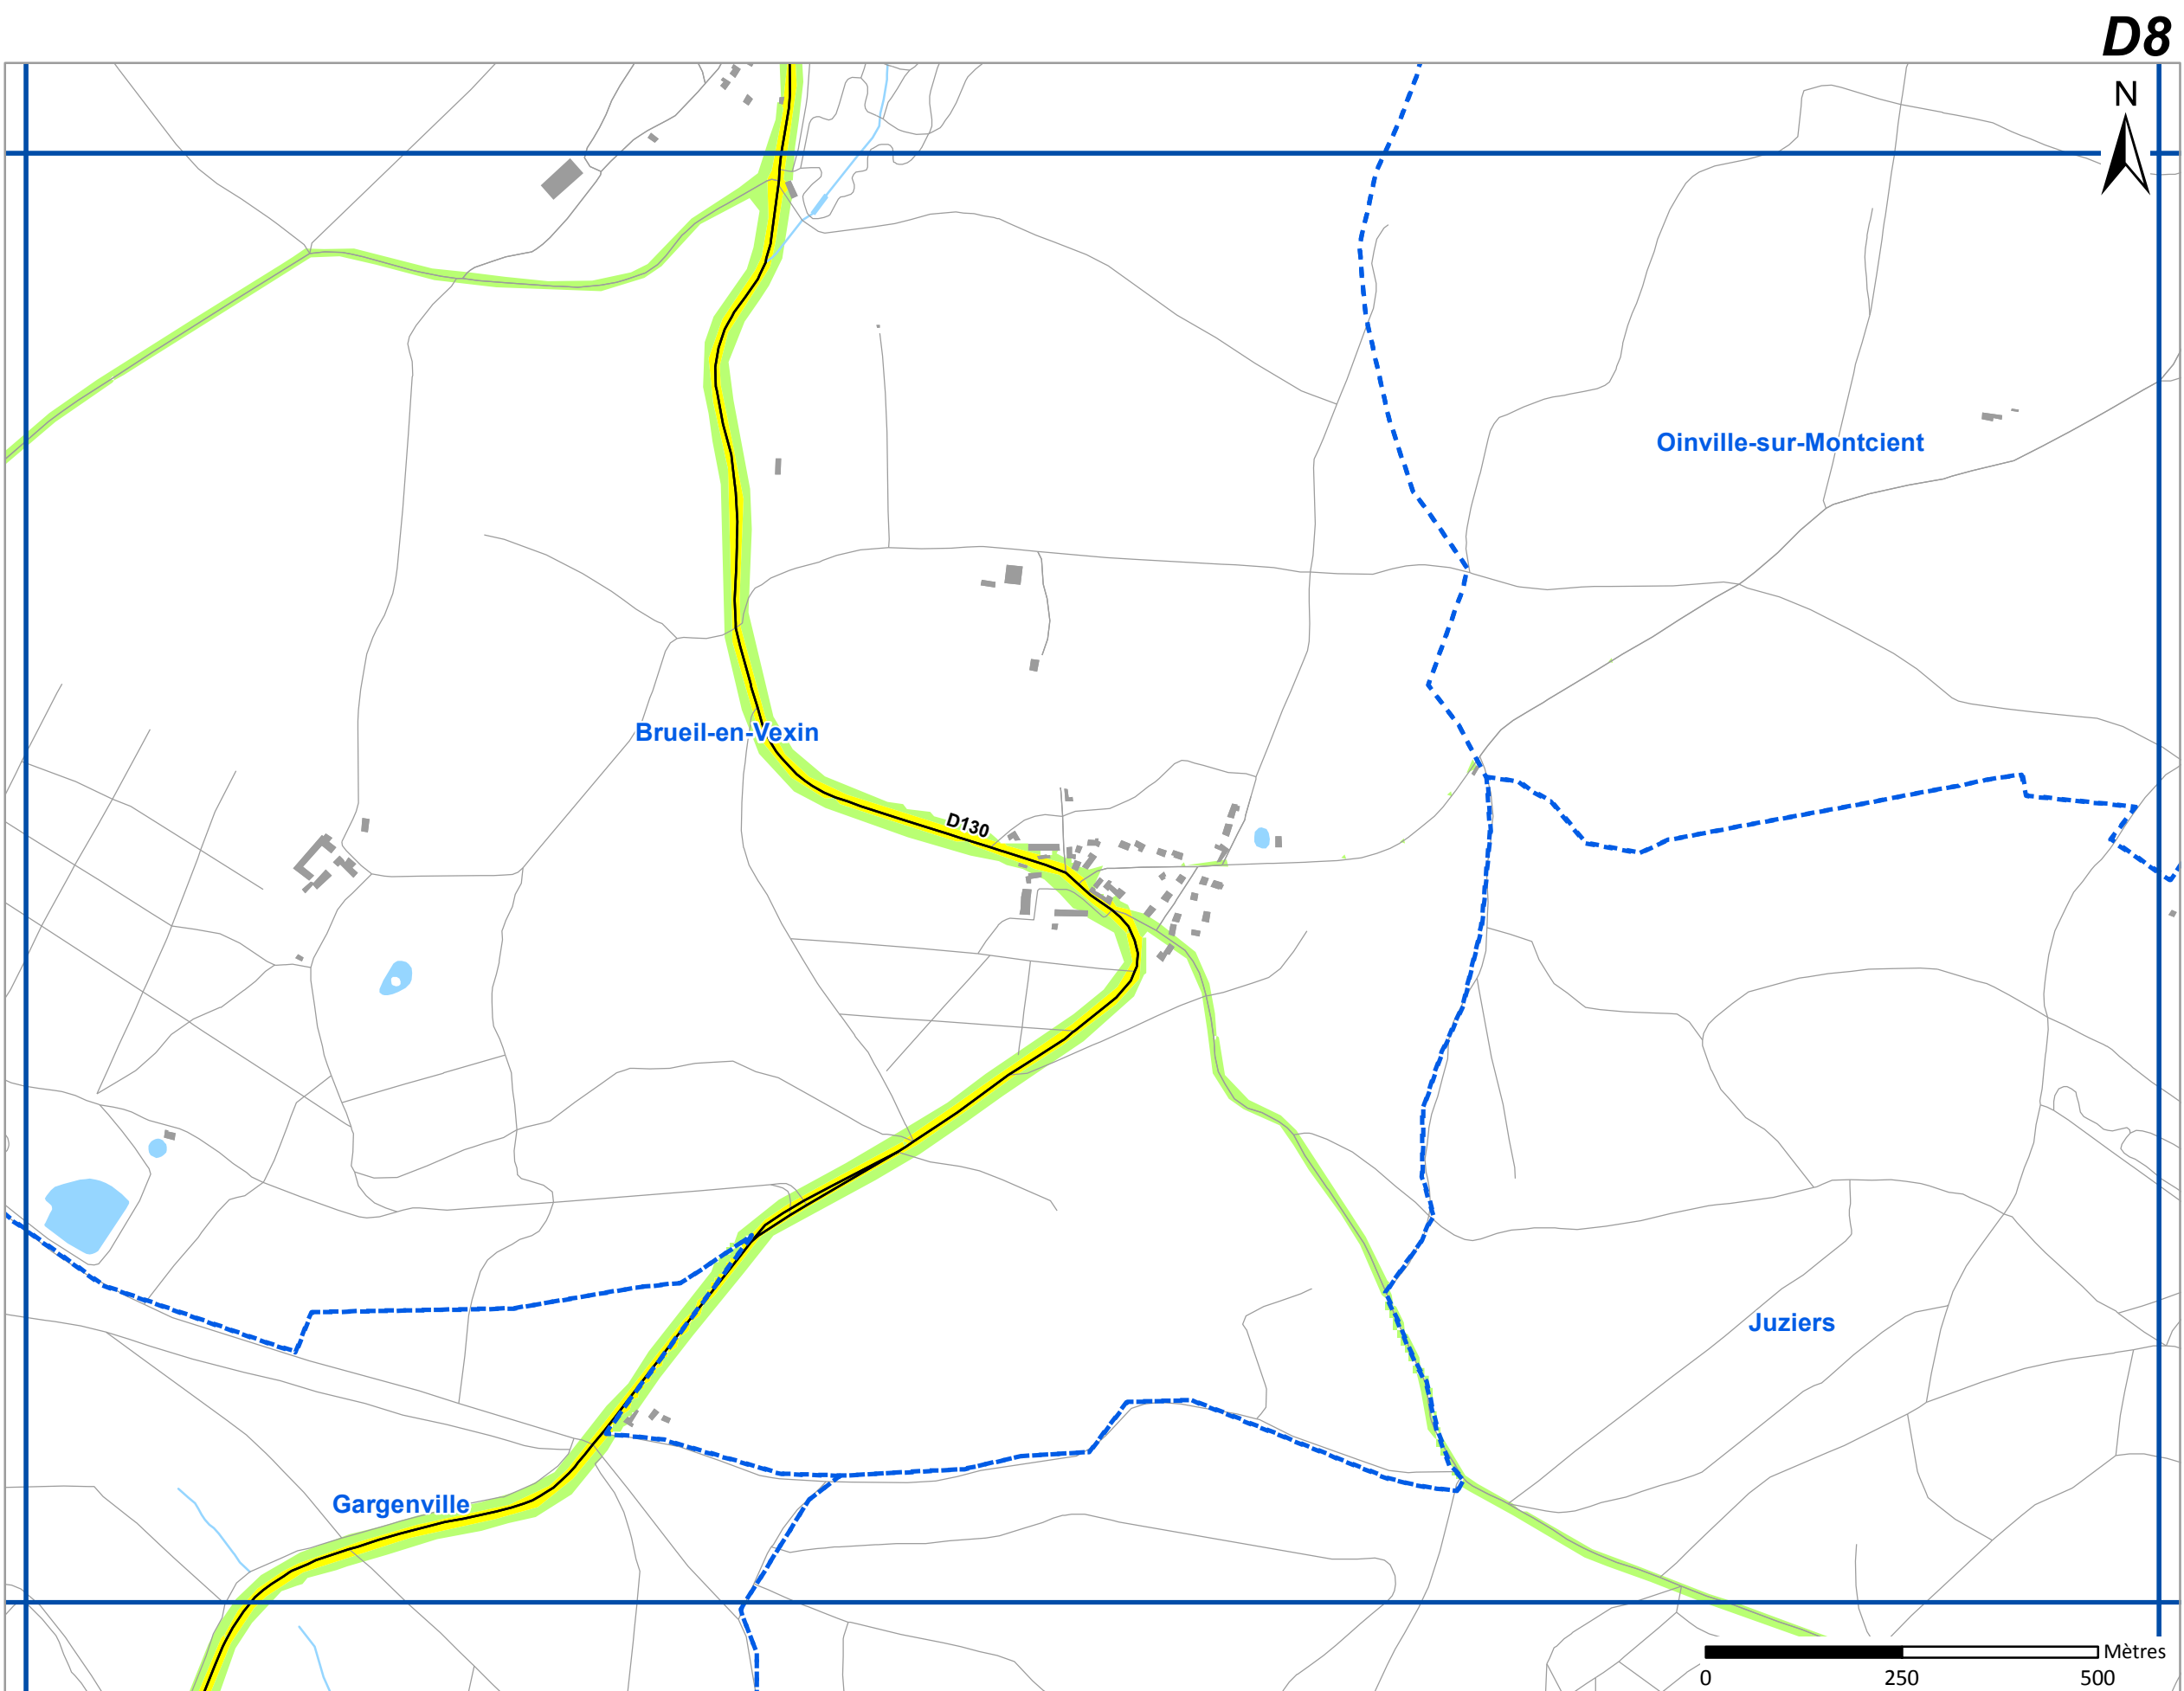 D8
N
Oinville-sur-Montcient
Brueil-en-Vexin
D130
Juziers
Gargenville
Mètres
0 250 500